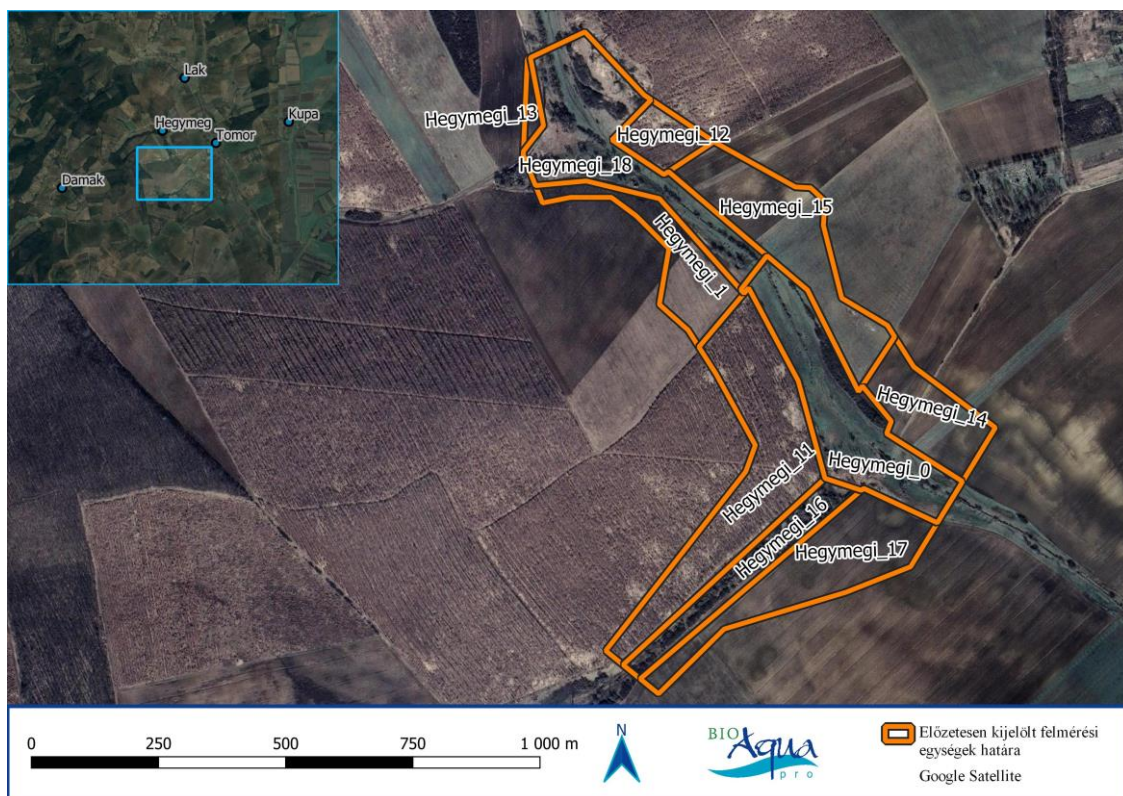 Lak
Hegymeg
Kupa
Tomor
Damak
Hegymegi_13
Hegymegi_12
Hegymegi_18
Hegymegi_15
Hegymegi_1
Hegymegi_14
Hegymegi_11
Hegymegi_0
Hegymegi_16
Hegymegi_17
0 250 500 750 1 000 m
N
BIO
Aqua
pro
Előzetesen kijelölt felmérési
egységek határa
Google Satellite